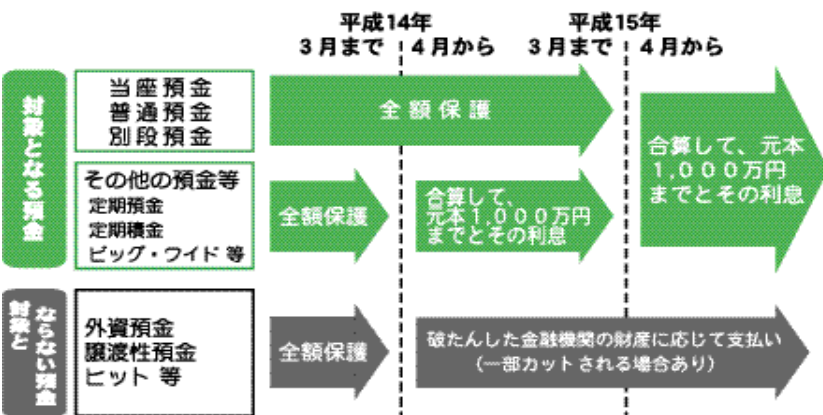 平成14年
3月まで
4月から
平成15年
3月まで
4月から
対象となる預金
当座預金
普通預金
別段預金
全額保護
合算して、元本
1,000万円
までとその利息
その他の預金等
定期預金
定期積金
ビッグ・ワイド 等
全額保護
合算して、
元本1,000万円
までとその利息
対象と
ならない預金
外資預金
譲渡性預金
ヒット 等
全額保護
破たんした金融機関の財産に応じて支払い
(一部カットされる場合あり)